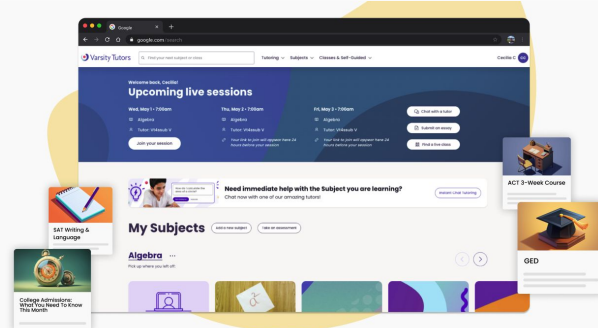 Google
google.com/search
Varsity Tutors
Find your next subject or class
Tutoring
Subjects
Classes & Self-Guided
Cecilia C
Welcome back, Cecilia!
Upcoming live sessions
Wed, May 1 • 7:00am
Algebra
Tutor: Vrkkesub V
Join your session
Thu, May 2 • 7:00am
Algebra
Tutor: Vrkkesub V
Your link to join will appear here 24
hours before your session
Fri, May 3 • 7:00am
Algebra
Tutor: Vrkkesub V
Your link to join will appear here 24
hours before your session
Chat with a tutor
Submit an essay
Find a live class
Need immediate help with the Subject you are learning?
Chat now with one of our amazing tutors!
Instant Live Tutoring
My Subjects
Add a new subject
Take an assessment
Algebra ...
Pick up where you left off:
SAT Writing &
Language
College Admissions:
What You Need To Know
This Month
ACT 3-Week Course
GED